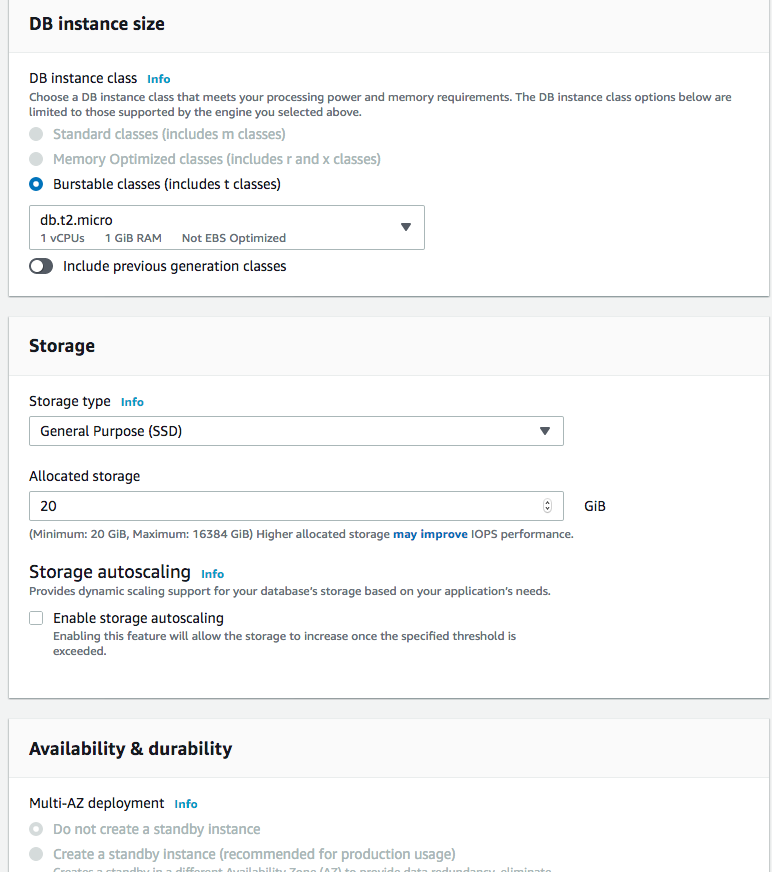 DB instance size
DB instance class Info
Choose a DB instance class that meets your processing power and memory requirements. The DB instance class options below are
limited to those supported by the engine you selected above.
Standard classes (includes m classes)
Memory Optimized classes (includes r and x classes)
Burstable classes (includes t classes)
db.t2.micro
1 vCPUs 1 GiB RAM Not EBS Optimized
Include previous generation classes
Storage
Storage type Info
General Purpose (SSD)
Allocated storage
20 GiB
(Minimum: 20 GiB, Maximum: 16384 GiB) Higher allocated storage may improve IOPS performance.
Storage autoscaling Info
Provides dynamic scaling support for your database's storage based on your application's needs.
Enable storage autoscaling
Enabling this feature will allow the storage to increase once the specified threshold is
exceeded.
Availability & durability
Multi-AZ deployment Info
Do not create a standby instance
Create a standby instance (recommended for production usage)
Creates a standby in a different Availability Zone (AZ) to provide data redundancy, eliminate